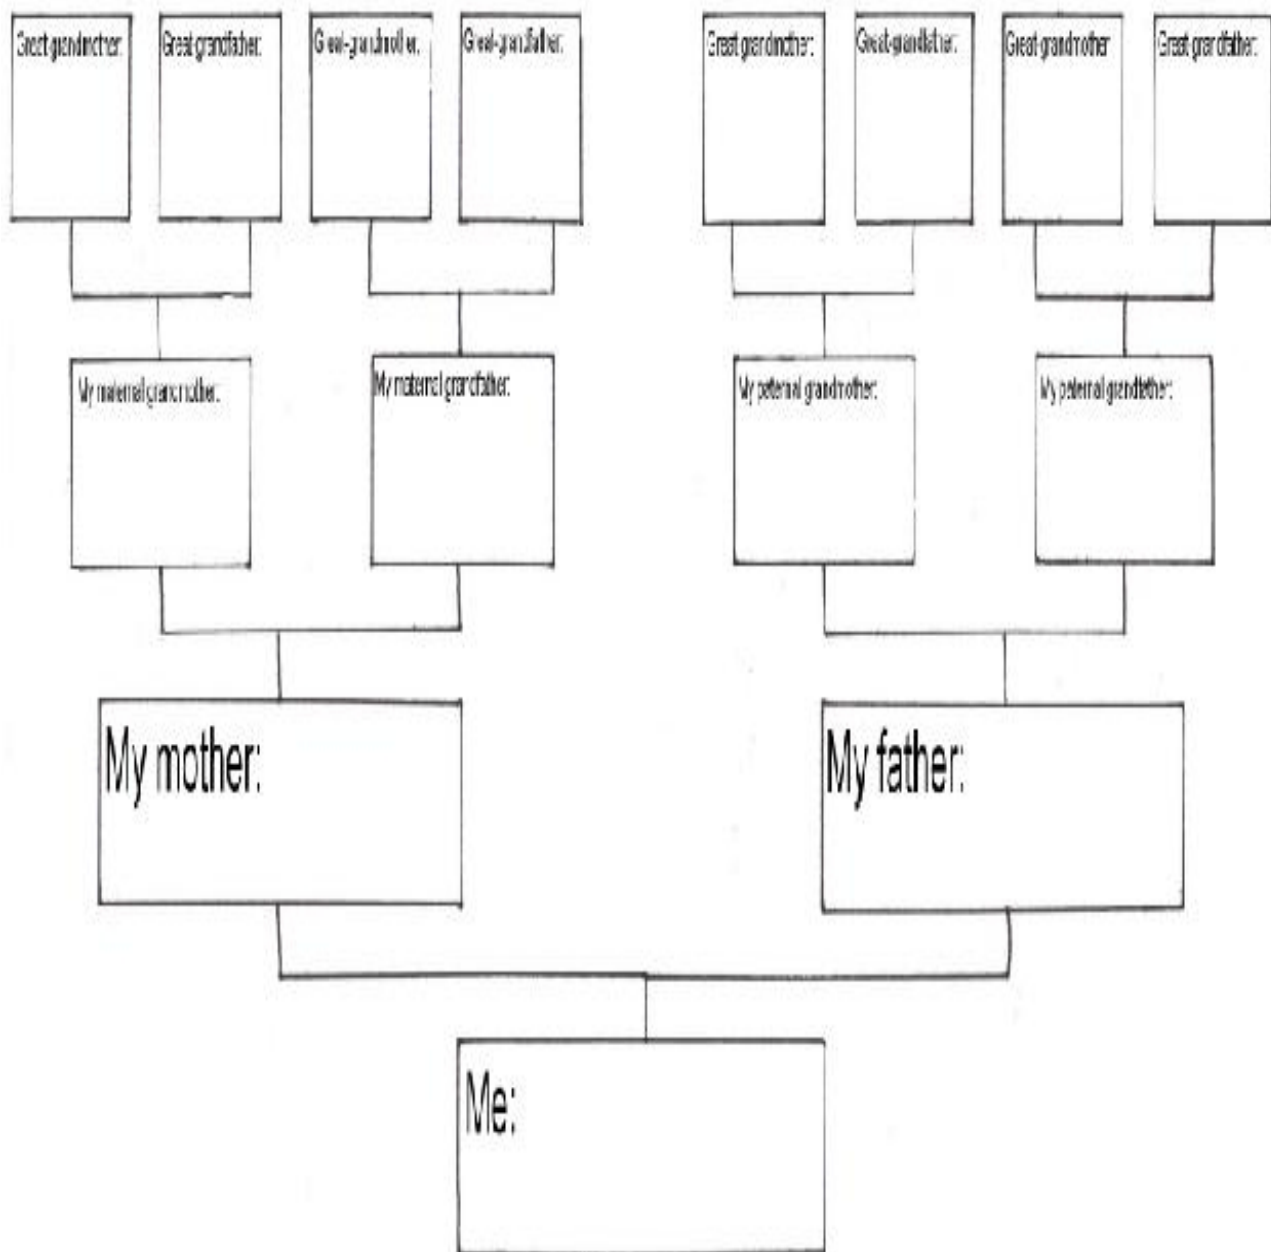 Great-grandmother:
Great-grandfather:
Great-grandmother:
Great-grandfather:
Great-grandmother:
Great-grandfather:
Great-grandmother
Great-grandfather:
My maternal grandmother:
My maternal grandfather:
My paternal grandmother:
My paternal grandfather:
My mother:
My father:
Me: